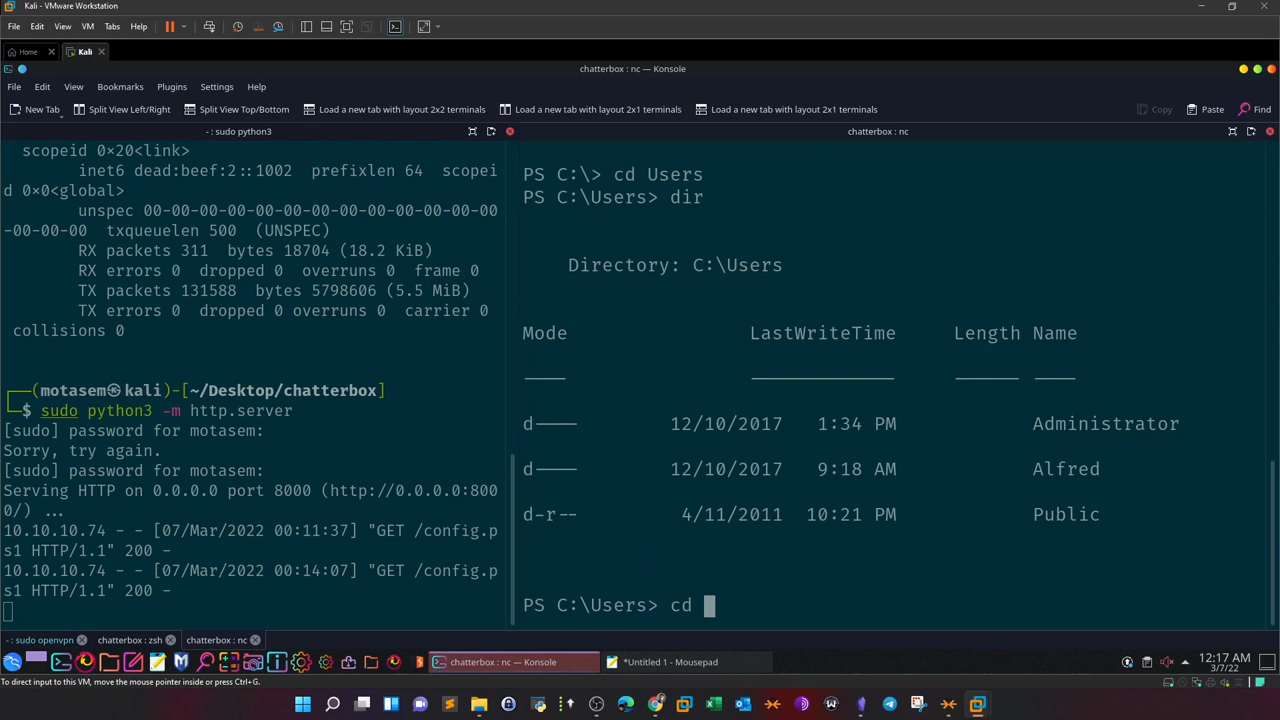 Kali - VMware Workstation
File Edit View VM Tabs Help
Home Kali
chatterbox : nc — Konsole
File Edit View Bookmarks Plugins Settings Help
New Tab Split View Left/Right Split View Top/Bottom Load a new tab with layout 2x2 terminals Load a new tab with layout 2x1 terminals Load a new tab with layout 2x1 terminals Copy Paste Find
~ : sudo python3
scopeid 0×20<link>
inet6 dead:beef:2::1002 prefixlen 64 scopei
d 0×0<global>
unspec 00-00-00-00-00-00-00-00-00-00-00-00-00
-00-00-00 txqueuelen 500 (UNSPEC)
RX packets 311 bytes 18704 (18.2 KiB)
RX errors 0 dropped 0 overruns 0 frame 0
TX packets 131588 bytes 5798606 (5.5 MiB)
TX errors 0 dropped 0 overruns 0 carrier 0
collisions 0
(motasem㉿kali)-[~/Desktop/chatterbox]
$ sudo python3 -m http.server
[sudo] password for motasem:
Sorry, try again.
[sudo] password for motasem:
Serving HTTP on 0.0.0.0 port 8000 (http://0.0.0.0:800
0/) ...
10.10.10.74 - - [07/Mar/2022 00:11:37] "GET /config.p
s1 HTTP/1.1" 200 -
10.10.10.74 - - [07/Mar/2022 00:14:07] "GET /config.p
s1 HTTP/1.1" 200 -
chatterbox : nc
PS C:\> cd Users
PS C:\Users> dir
Directory: C:\Users
Mode LastWriteTime Length Name
---- ------------- ------ ----
d---- 12/10/2017 1:34 PM Administrator
d---- 12/10/2017 9:18 AM Alfred
d-r-- 4/11/2011 10:21 PM Public
PS C:\Users> cd
~ : sudo openvpn chatterbox : zsh chatterbox : nc
chatterbox : nc — Konsole *Untitled 1 - Mousepad
12:17 AM
3/7/22
To direct input to this VM, move the mouse pointer inside or press Ctrl+G.